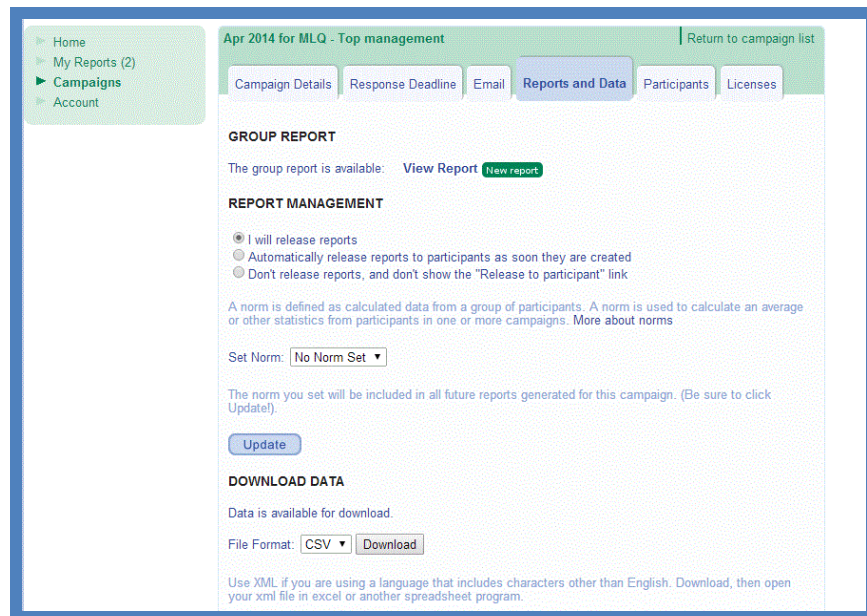 Home
My Reports (2)
Campaigns
Account
Apr 2014 for MLQ - Top management
Return to campaign list
Campaign Details
Response Deadline
Email
Reports and Data
Participants
Licenses
GROUP REPORT
The group report is available: View Report New report
REPORT MANAGEMENT
I will release reports
Automatically release reports to participants as soon they are created
Don't release reports, and don't show the "Release to participant" link
A norm is defined as calculated data from a group of participants. A norm is used to calculate an average
or other statistics from participants in one or more campaigns. More about norms
Set Norm: No Norm Set
The norm you set will be included in all future reports generated for this campaign. (Be sure to click
Update!).
Update
DOWNLOAD DATA
Data is available for download.
File Format: CSV Download
Use XML if you are using a language that includes characters other than English. Download, then open
your xml file in excel or another spreadsheet program.